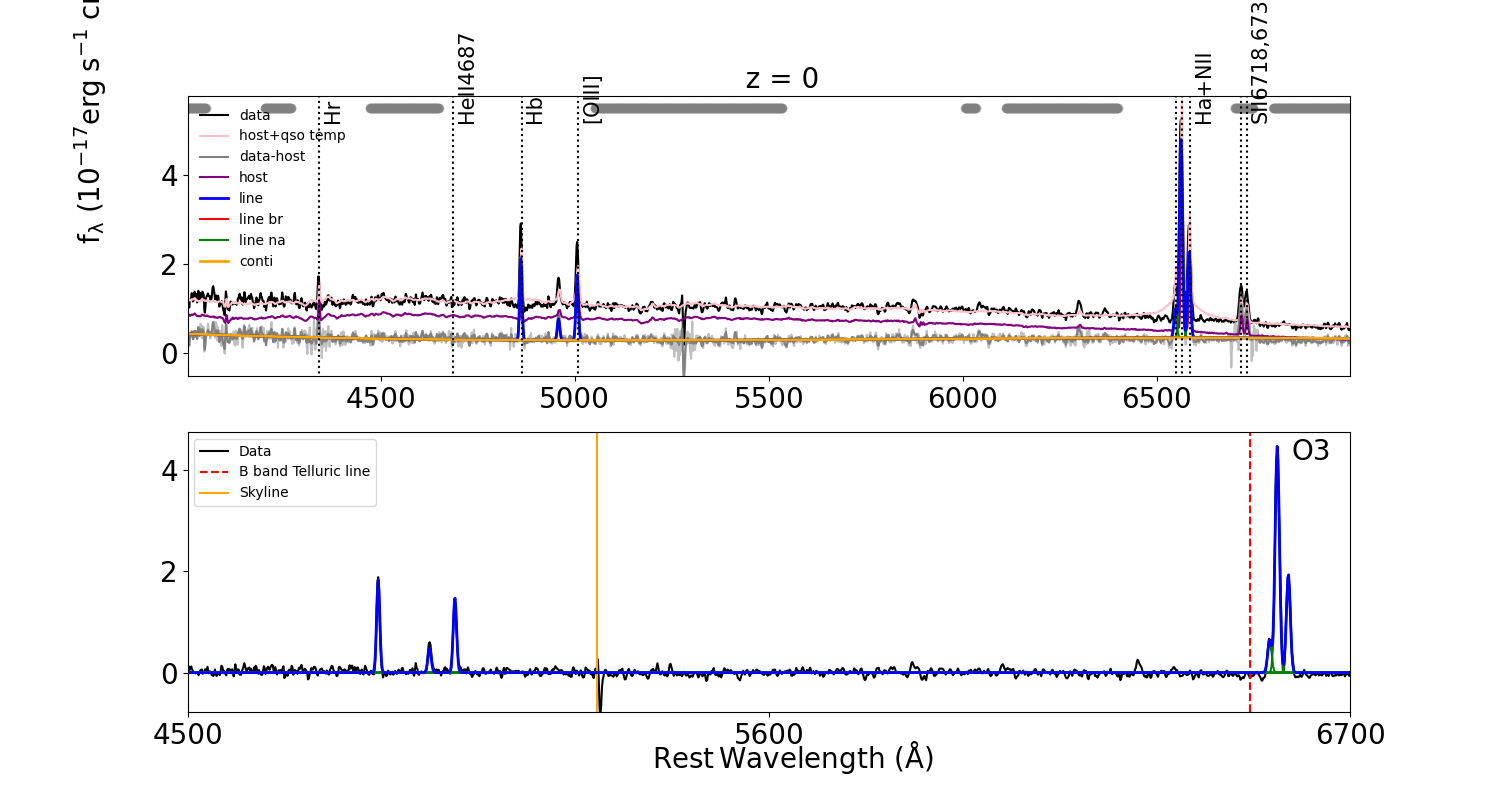 z = 0
Hr
HeII4687
Hb
[OIII]
Ha+NII
SII6718,673
f_λ (10^{−17}erg s^{−1} c
data
host+qso temp
data-host
host
line
line br
line na
conti
4
2
0
4500
5000
5500
6000
6500
Data
B band Telluric line
Skyline
O3
4
2
0
4500
5600
6700
Rest Wavelength (Å)